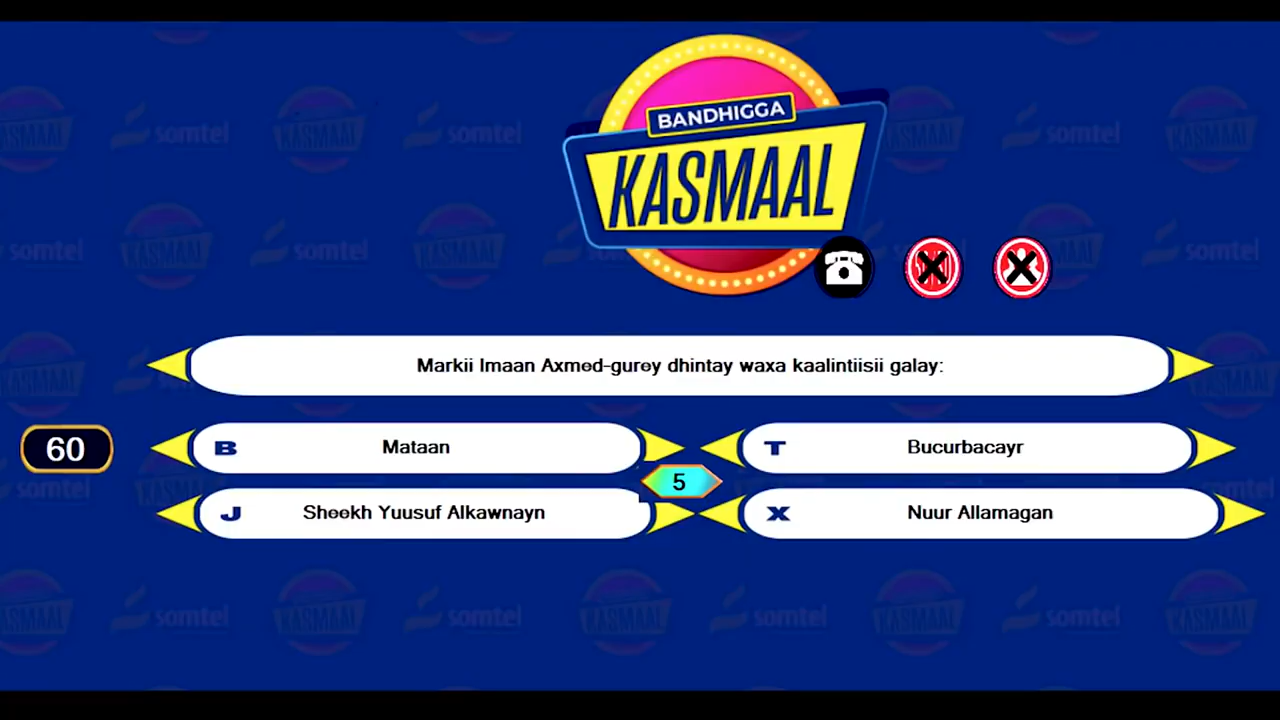 BANDHIGGA
KASMAAL
Markii Imaan Axmed-gurey dhintay waxa kaalintiisii galay:
60
B Mataan
T Bucurbacayr
5
J Sheekh Yuusuf Alkawnayn
X Nuur Allamagan